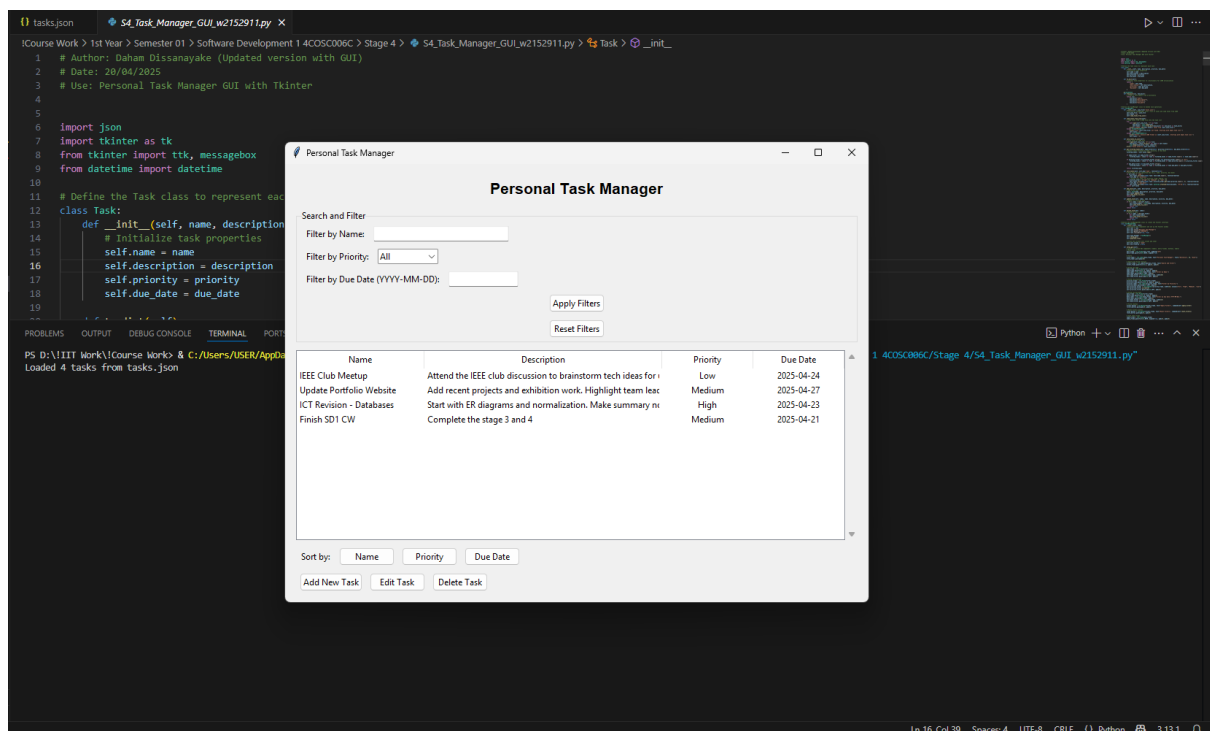 tasks.json S4_Task_Manager_GUI_w2152911.py
!Course Work > 1st Year > Semester 01 > Software Development 1 4COSC006C > Stage 4 > S4_Task_Manager_GUI_w2152911.py > Task > __init__
1 # Author: Daham Dissanayake (Updated version with GUI)
2 # Date: 20/04/2025
3 # Use: Personal Task Manager GUI with Tkinter
4
5
6 import json
7 import tkinter as tk
8 from tkinter import ttk, messagebox
9 from datetime import datetime
10
11 # Define the Task class to represent eac
12 class Task:
13 def __init__(self, name, description
14 # Initialize task properties
15 self.name = name
16 self.description = description
17 self.priority = priority
18 self.due_date = due_date
19
PROBLEMS OUTPUT DEBUG CONSOLE TERMINAL PORTS
Python
PS D:\!IIT Work\!Course Work> & C:/Users/USER/AppDa
1 4COSC006C/Stage 4/S4_Task_Manager_GUI_w2152911.py"
Loaded 4 tasks from tasks.json
Personal Task Manager
Personal Task Manager
Search and Filter
Filter by Name:
Filter by Priority: All
Filter by Due Date (YYYY-MM-DD):
Apply Filters
Reset Filters
Name Description Priority Due Date
IEEE Club Meetup Attend the IEEE club discussion to brainstorm tech ideas for Low 2025-04-24
Update Portfolio Website Add recent projects and exhibition work. Highlight team leac Medium 2025-04-27
ICT Revision - Databases Start with ER diagrams and normalization. Make summary no High 2025-04-23
Finish SD1 CW Complete the stage 3 and 4 Medium 2025-04-21
Sort by: Name Priority Due Date
Add New Task Edit Task Delete Task
Ln 16, Col 39 Spaces: 4 UTF-8 CRLF {} Python 3.13.1